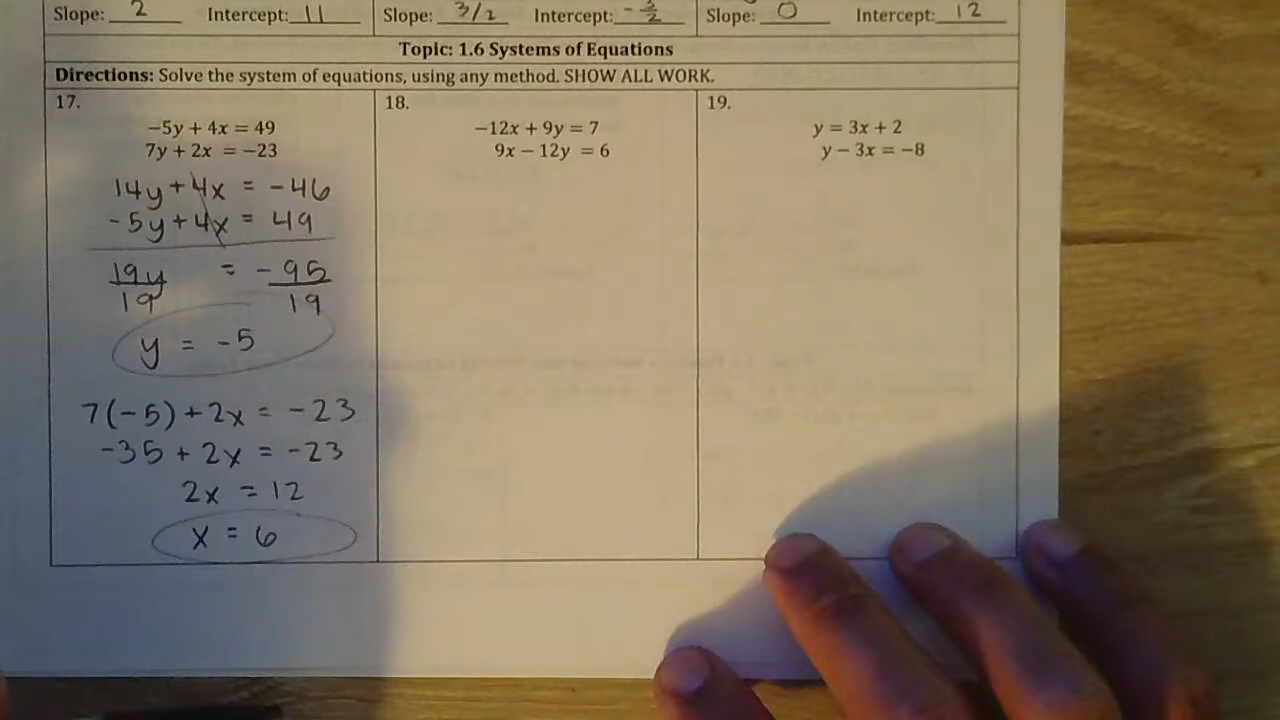 Slope: 2 Intercept: 11 Slope: 3/2 Intercept: -3/2 Slope: 0 Intercept: 12
Topic: 1.6 Systems of Equations
Directions: Solve the system of equations, using any method. SHOW ALL WORK.
17.
−5y + 4x = 49
7y + 2x = −23
14y + 4x = -46
-5y + 4x = 49
19y = -95
19 19
y = -5
7(-5) + 2x = -23
-35 + 2x = -23
2x = 12
x = 6
18.
−12x + 9y = 7
9x − 12y = 6
19.
y = 3x + 2
y − 3x = −8